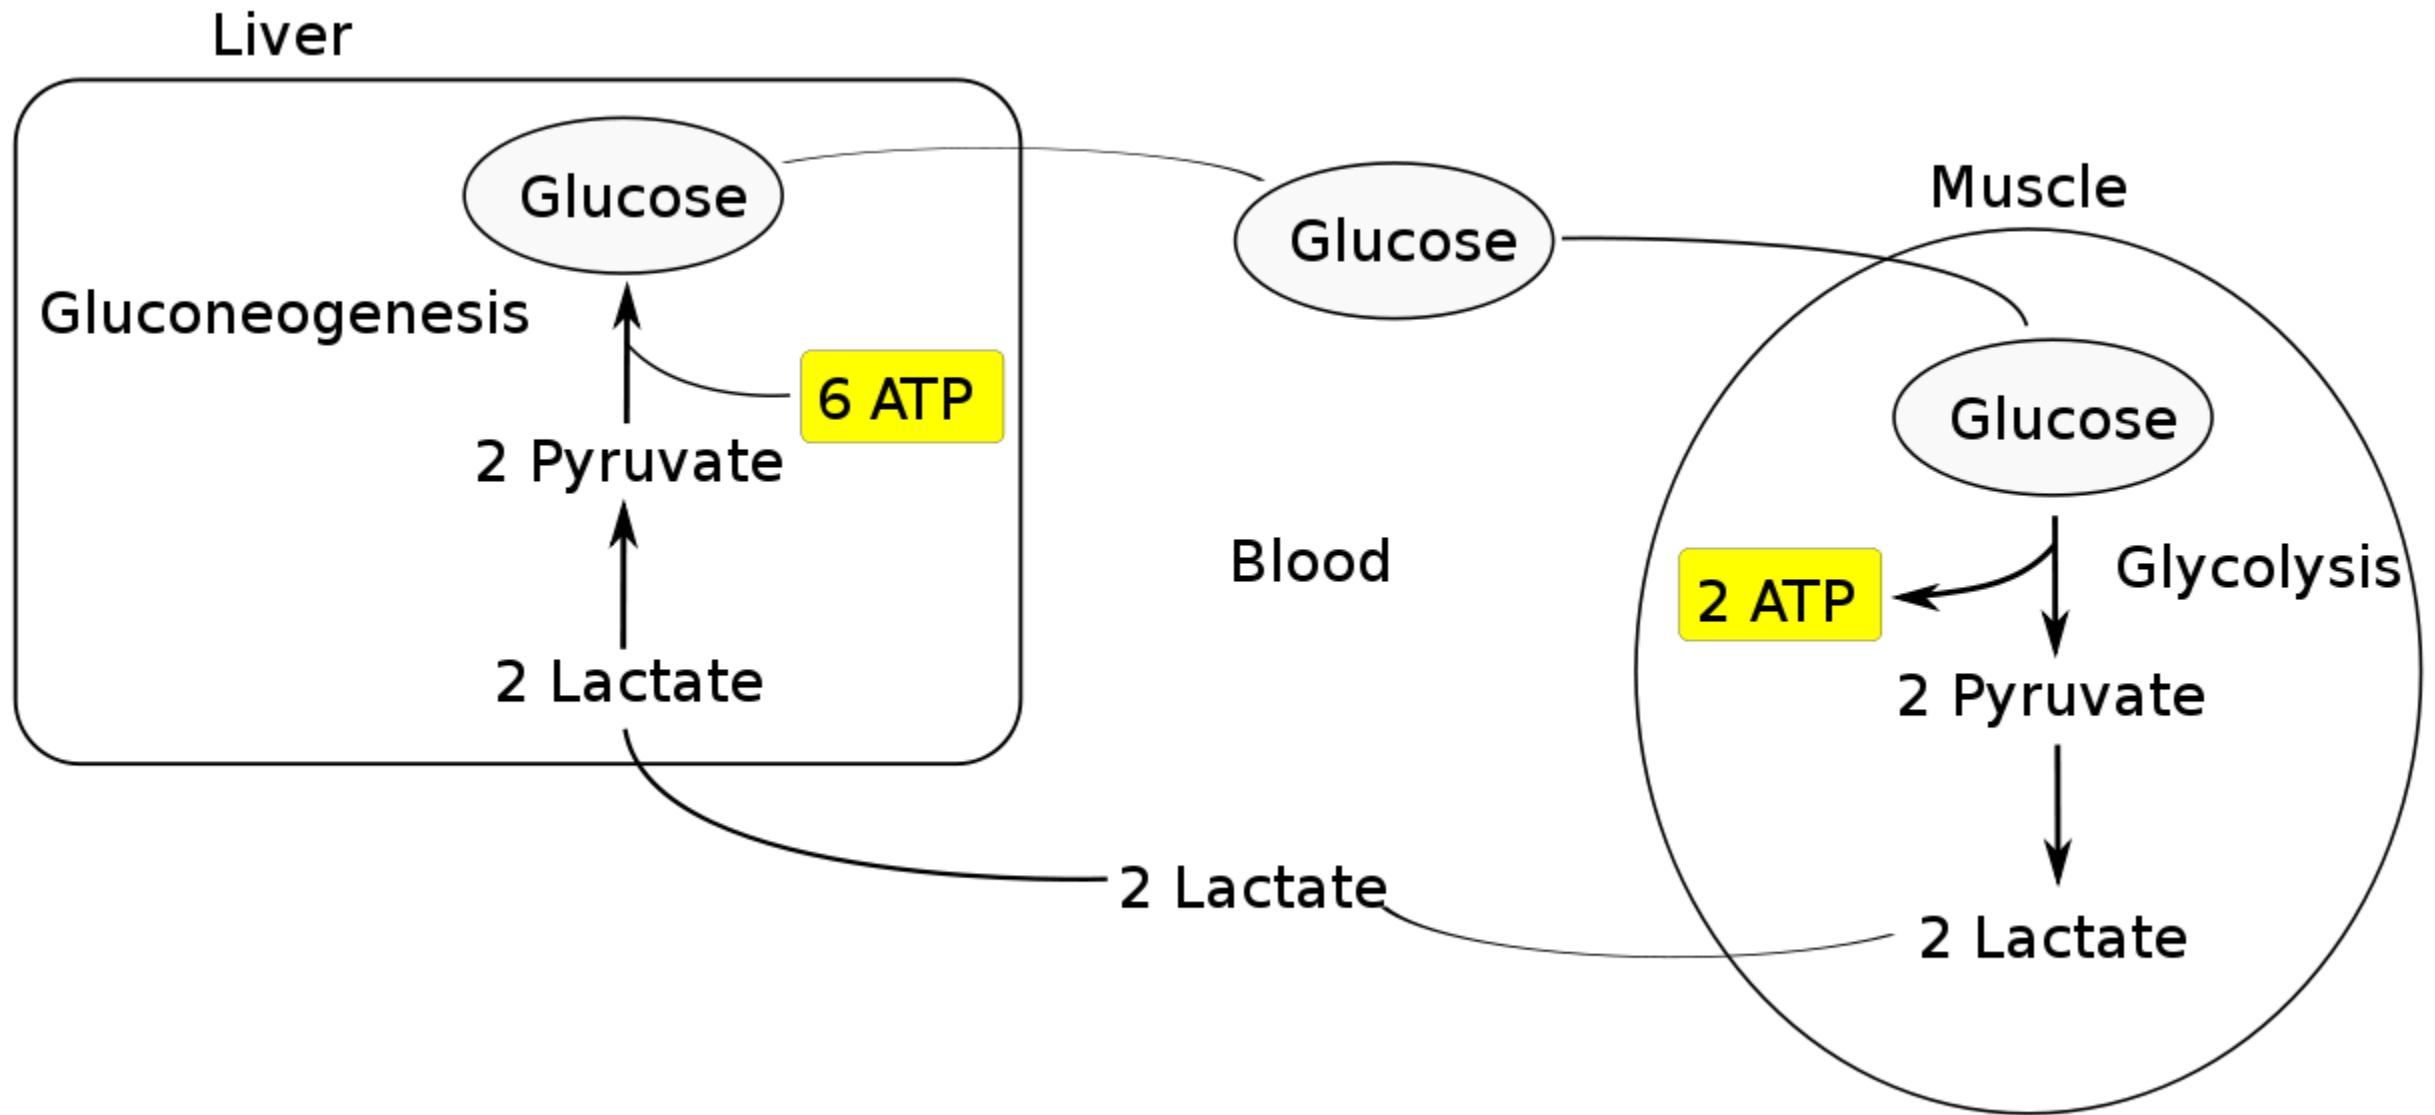 Liver
Glucose
Gluconeogenesis
6 ATP
2 Pyruvate
2 Lactate
Glucose
Blood
2 Lactate
Muscle
Glucose
Glycolysis
2 ATP
2 Pyruvate
2 Lactate